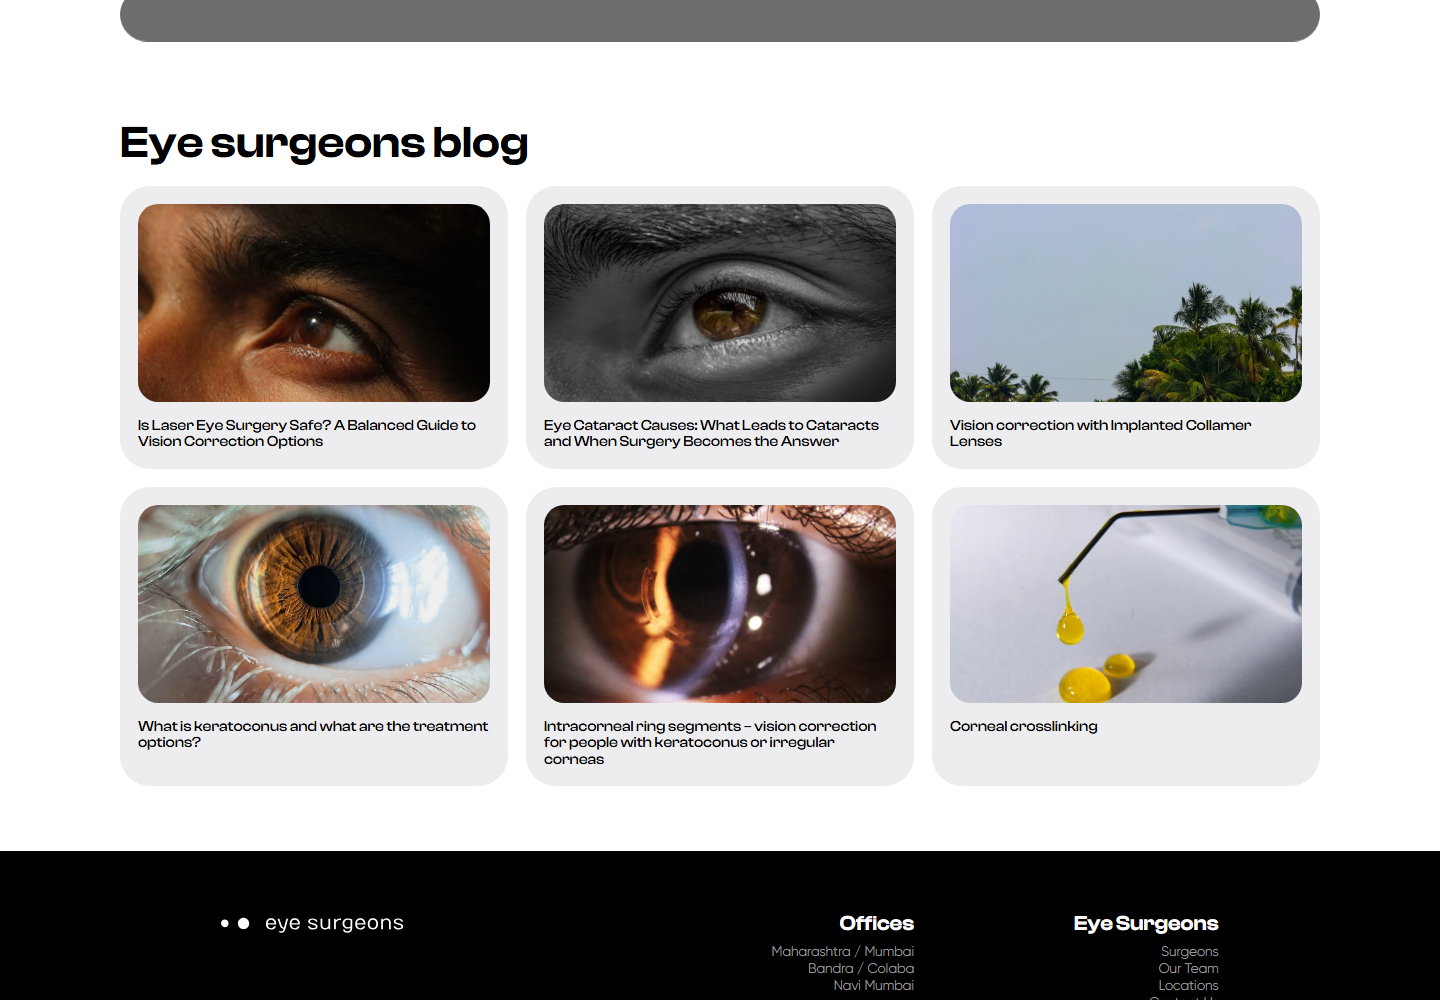 Eye surgeons blog
Is Laser Eye Surgery Safe? A Balanced Guide to
Vision Correction Options
Eye Cataract Causes: What Leads to Cataracts
and When Surgery Becomes the Answer
Vision correction with Implanted Collamer
Lenses
What is keratoconus and what are the treatment
options?
Intracorneal ring segments – vision correction
for people with keratoconus or irregular
corneas
Corneal crosslinking
eye surgeons
Offices
Maharashtra / Mumbai
Bandra / Colaba
Navi Mumbai
Eye Surgeons
Surgeons
Our Team
Locations